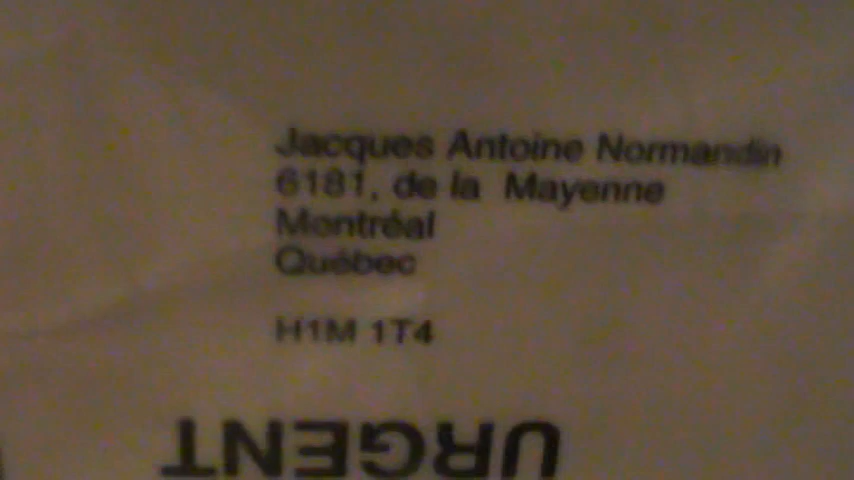 Jacques Antoine Normandin
6181, de la Mayenne
Montréal
Québec
H1M 1T4
URGENT